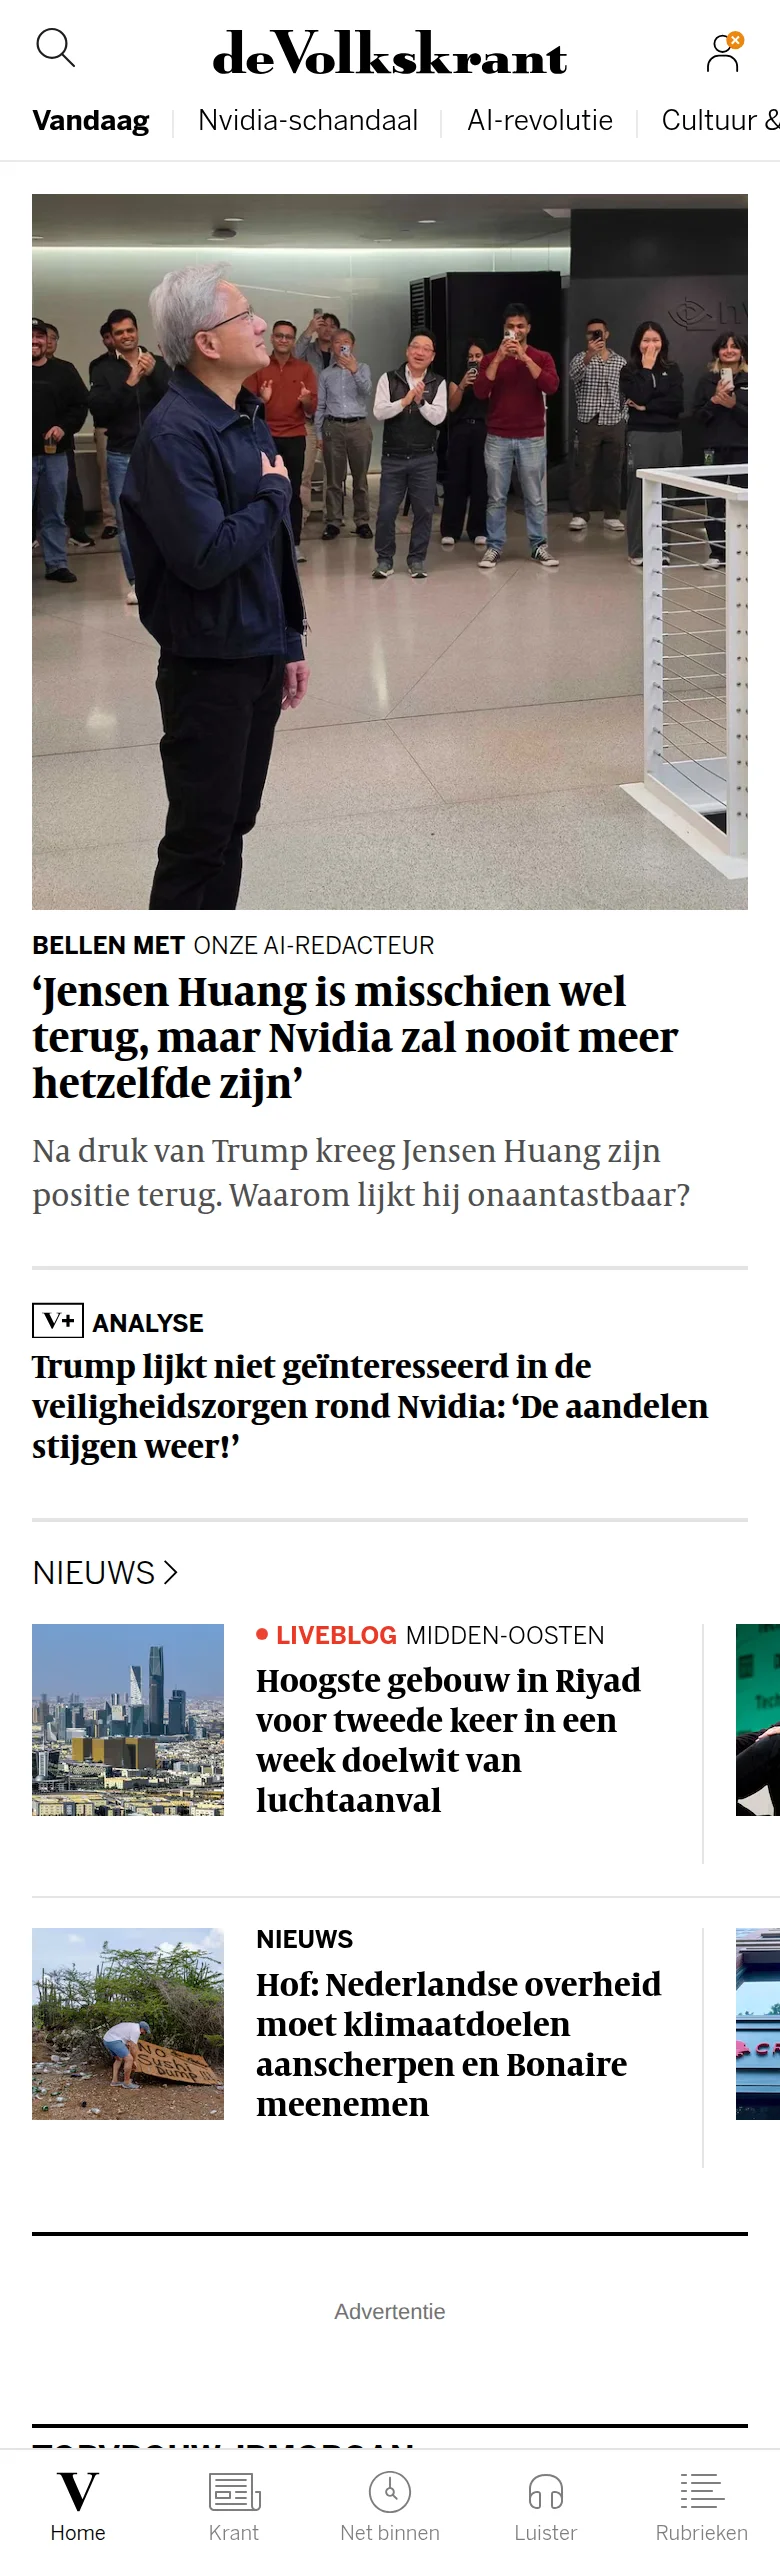 deVolkskrant
Vandaag
Nvidia-schandaal
AI-revolutie
Cultuur &
BELLEN MET ONZE AI-REDACTEUR
‘Jensen Huang is misschien wel
terug, maar Nvidia zal nooit meer
hetzelfde zijn’
Na druk van Trump kreeg Jensen Huang zijn
positie terug. Waarom lijkt hij onaantastbaar?
V+ ANALYSE
Trump lijkt niet geïnteresseerd in de
veiligheidszorgen rond Nvidia: ‘De aandelen
stijgen weer!’
NIEUWS
LIVEBLOG MIDDEN-OOSTEN
Hoogste gebouw in Riyad
voor tweede keer in een
week doelwit van
luchtaanval
NIEUWS
Hof: Nederlandse overheid
moet klimaatdoelen
aanscherpen en Bonaire
meenemen
NO
dump!!!
Advertentie
V
Home
Krant
Net binnen
Luister
Rubrieken